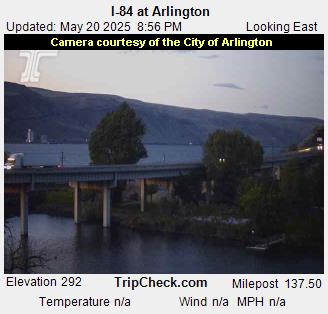 I-84 at Arlington
Updated: May 20 2025 8:56 PM Looking East
Camera courtesy of the City of Arlington
Elevation 292 TripCheck.com Milepost 137.50
Temperature n/a Wind n/a MPH n/a